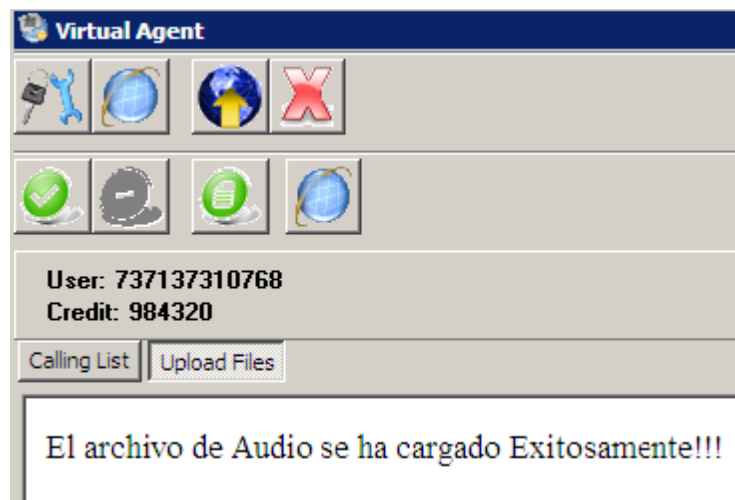 Virtual Agent
User: 737137310768
Credit: 984320
Calling List Upload Files
El archivo de Audio se ha cargado Exitosamente!!!